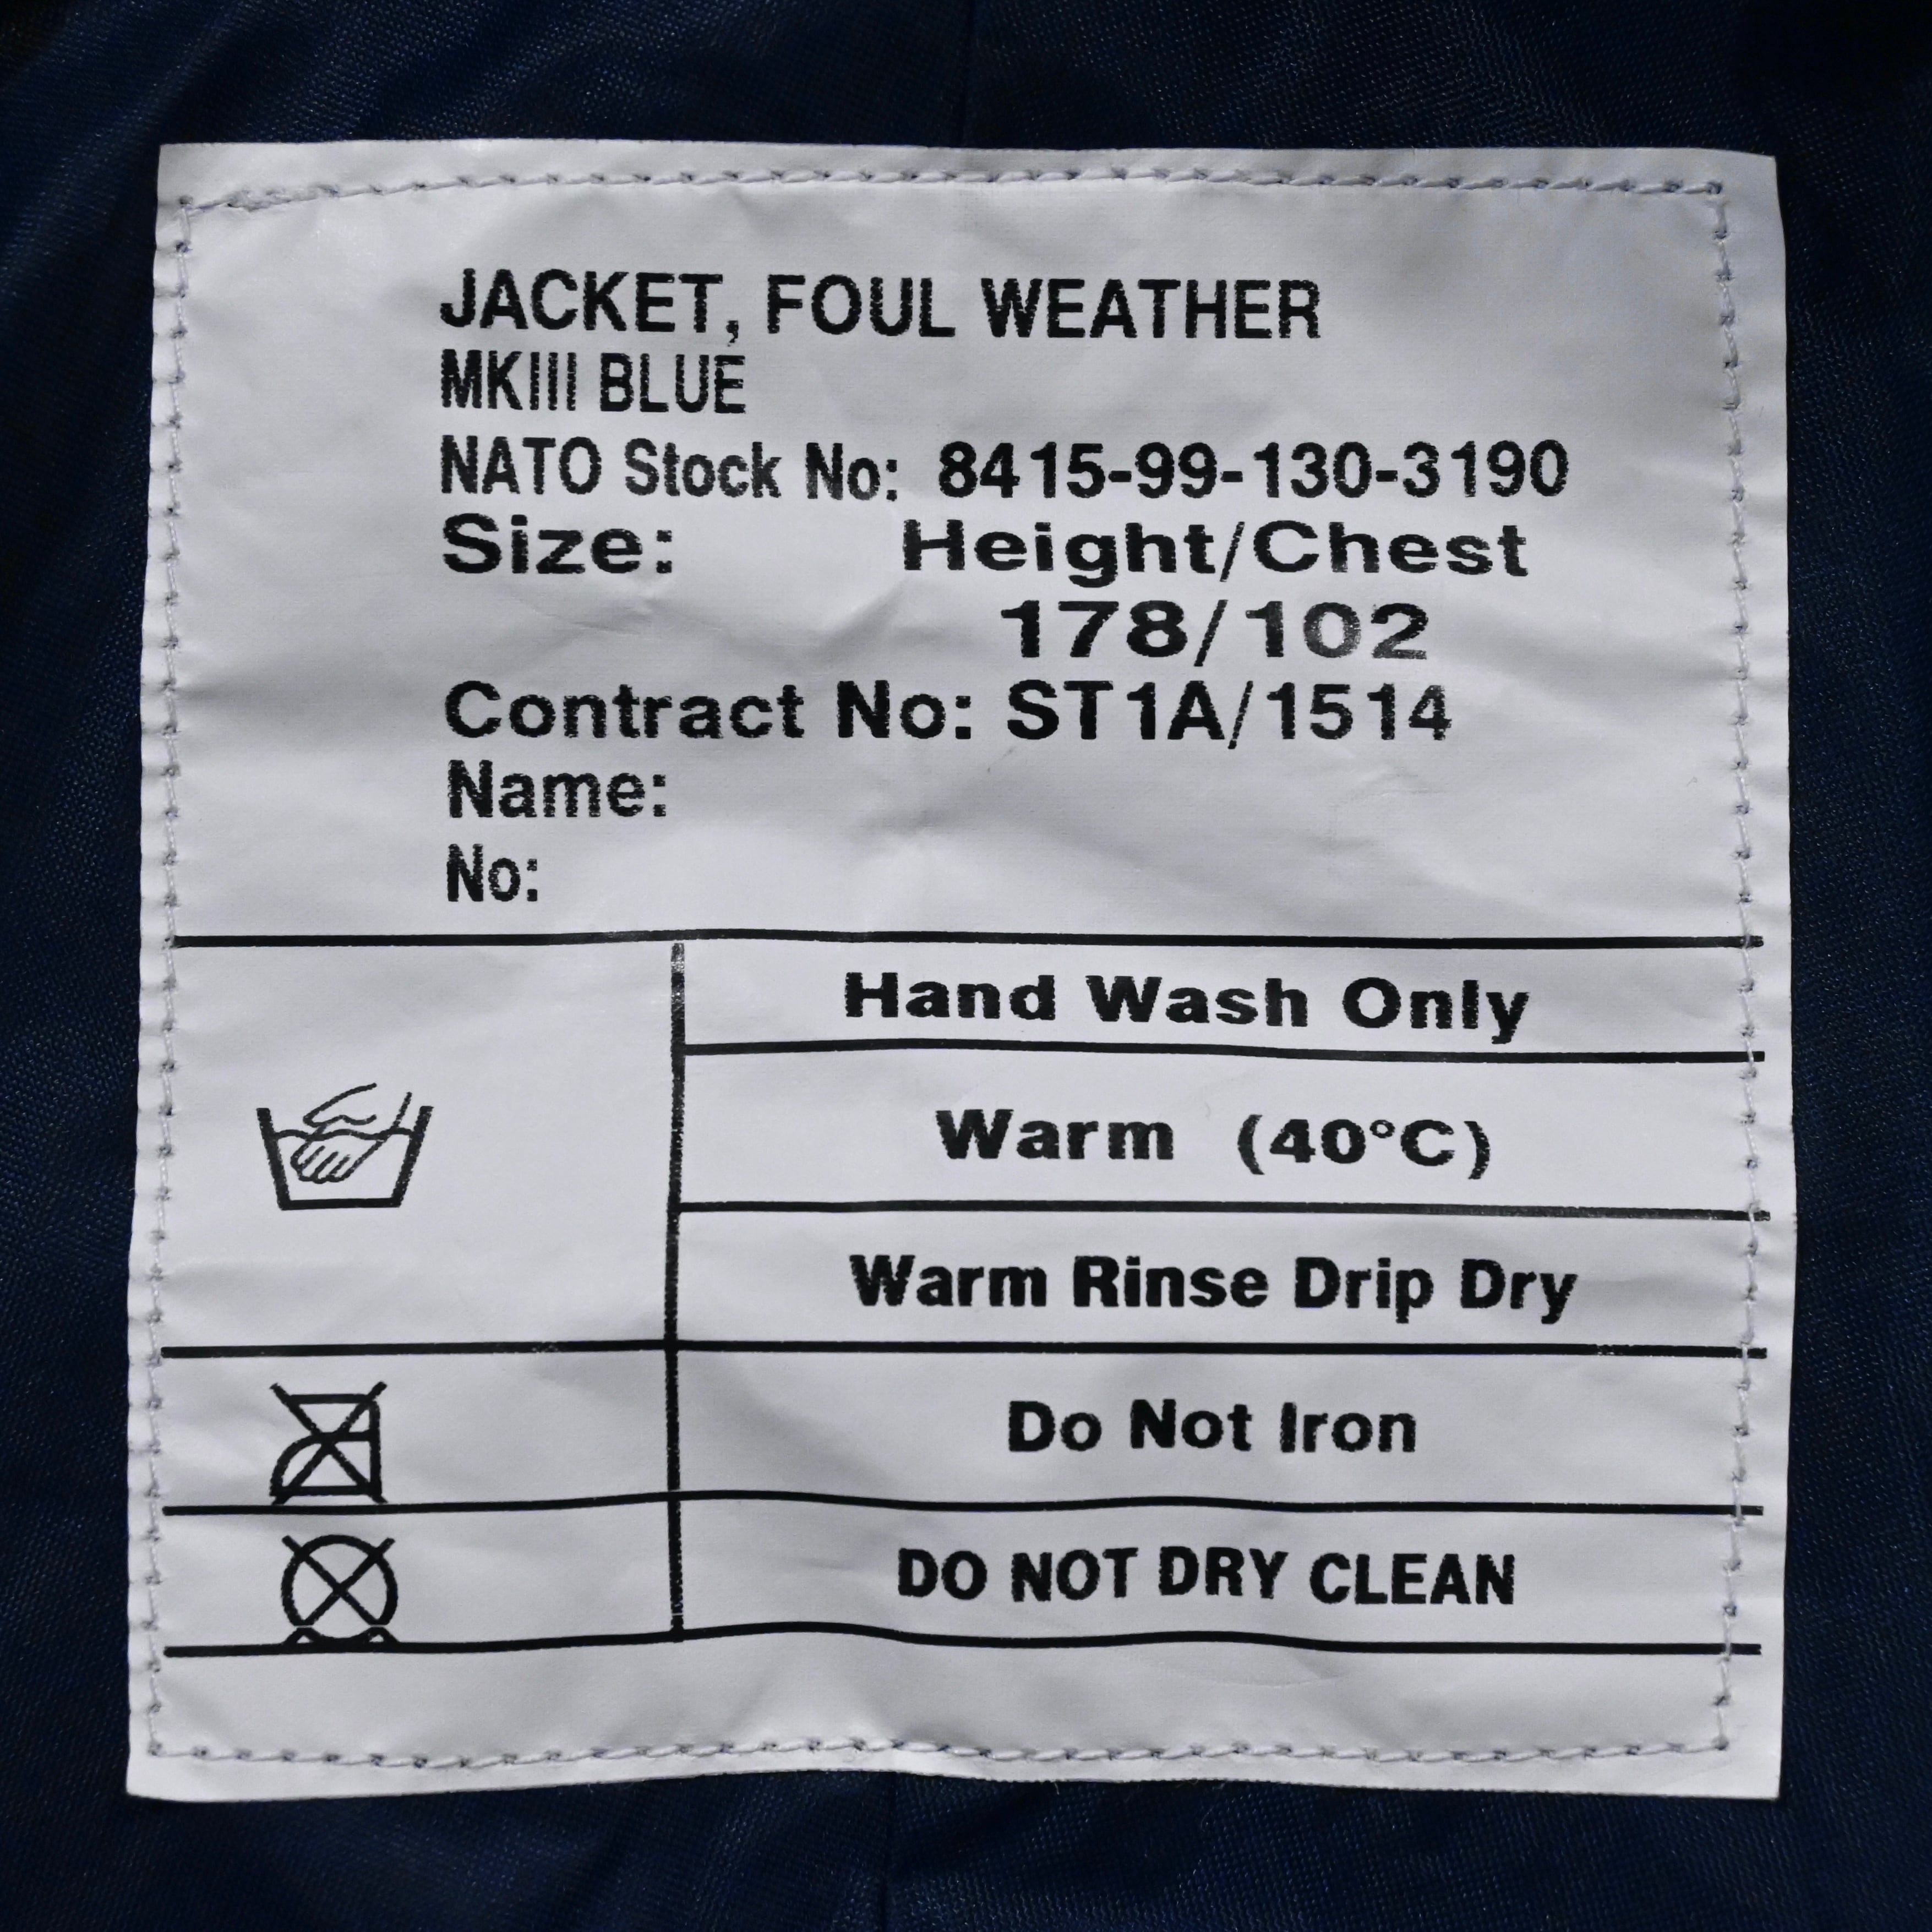 JACKET, FOUL WEATHER
MKIII BLUE
NATO Stock No: 8415-99-130-3190
Size: Height/Chest
178/102
Contract No: ST1A/1514
Name:
No:
Hand Wash Only
Warm (40°C)
Warm Rinse Drip Dry
Do Not Iron
DO NOT DRY CLEAN